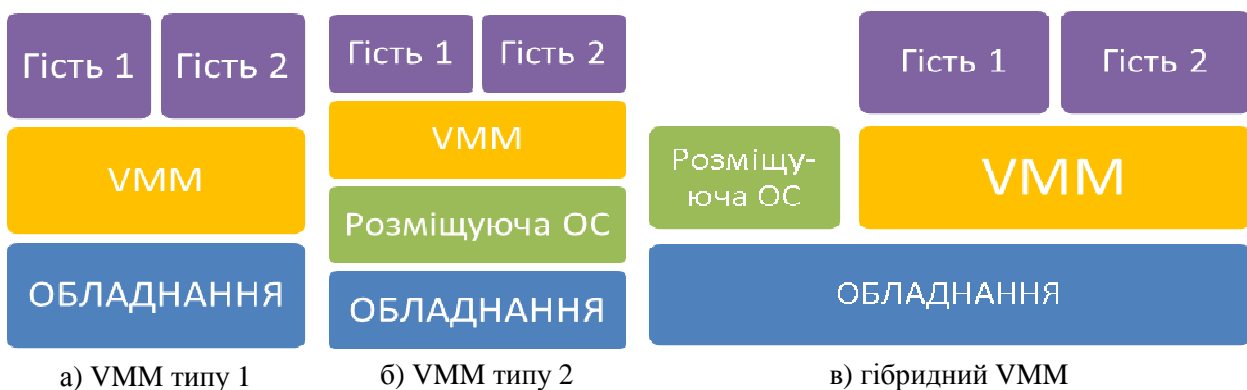 Гість 1 Гість 2
VMM
ОБЛАДНАННЯ
а) VMM типу 1
Гість 1 Гість 2
VMM
Розміщуюча ОС
ОБЛАДНАННЯ
б) VMM типу 2
Гість 1 Гість 2
Розміщу-
юча ОС
VMM
ОБЛАДНАННЯ
в) гібридний VMM